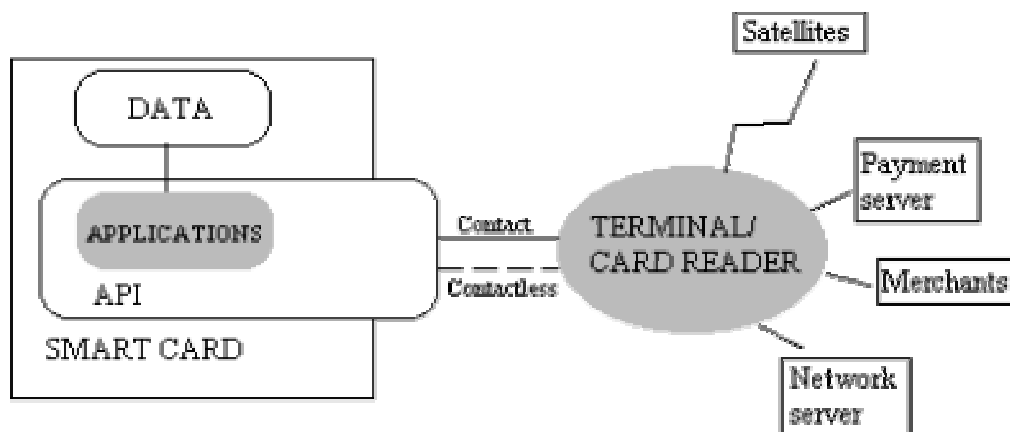 Satellites
DATA
Payment
server
APPLICATIONS
Contact
TERMINAL/
CARD READER
Contactless
Merchants
API
SMART CARD
Network
server